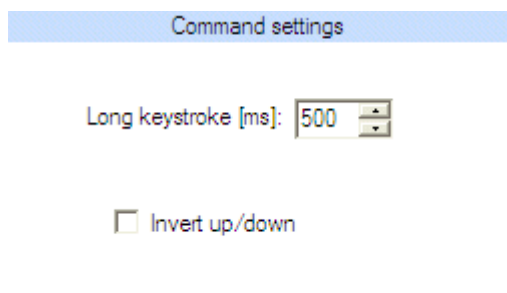 Command settings
Long keystroke [ms]: 500
Invert up/down